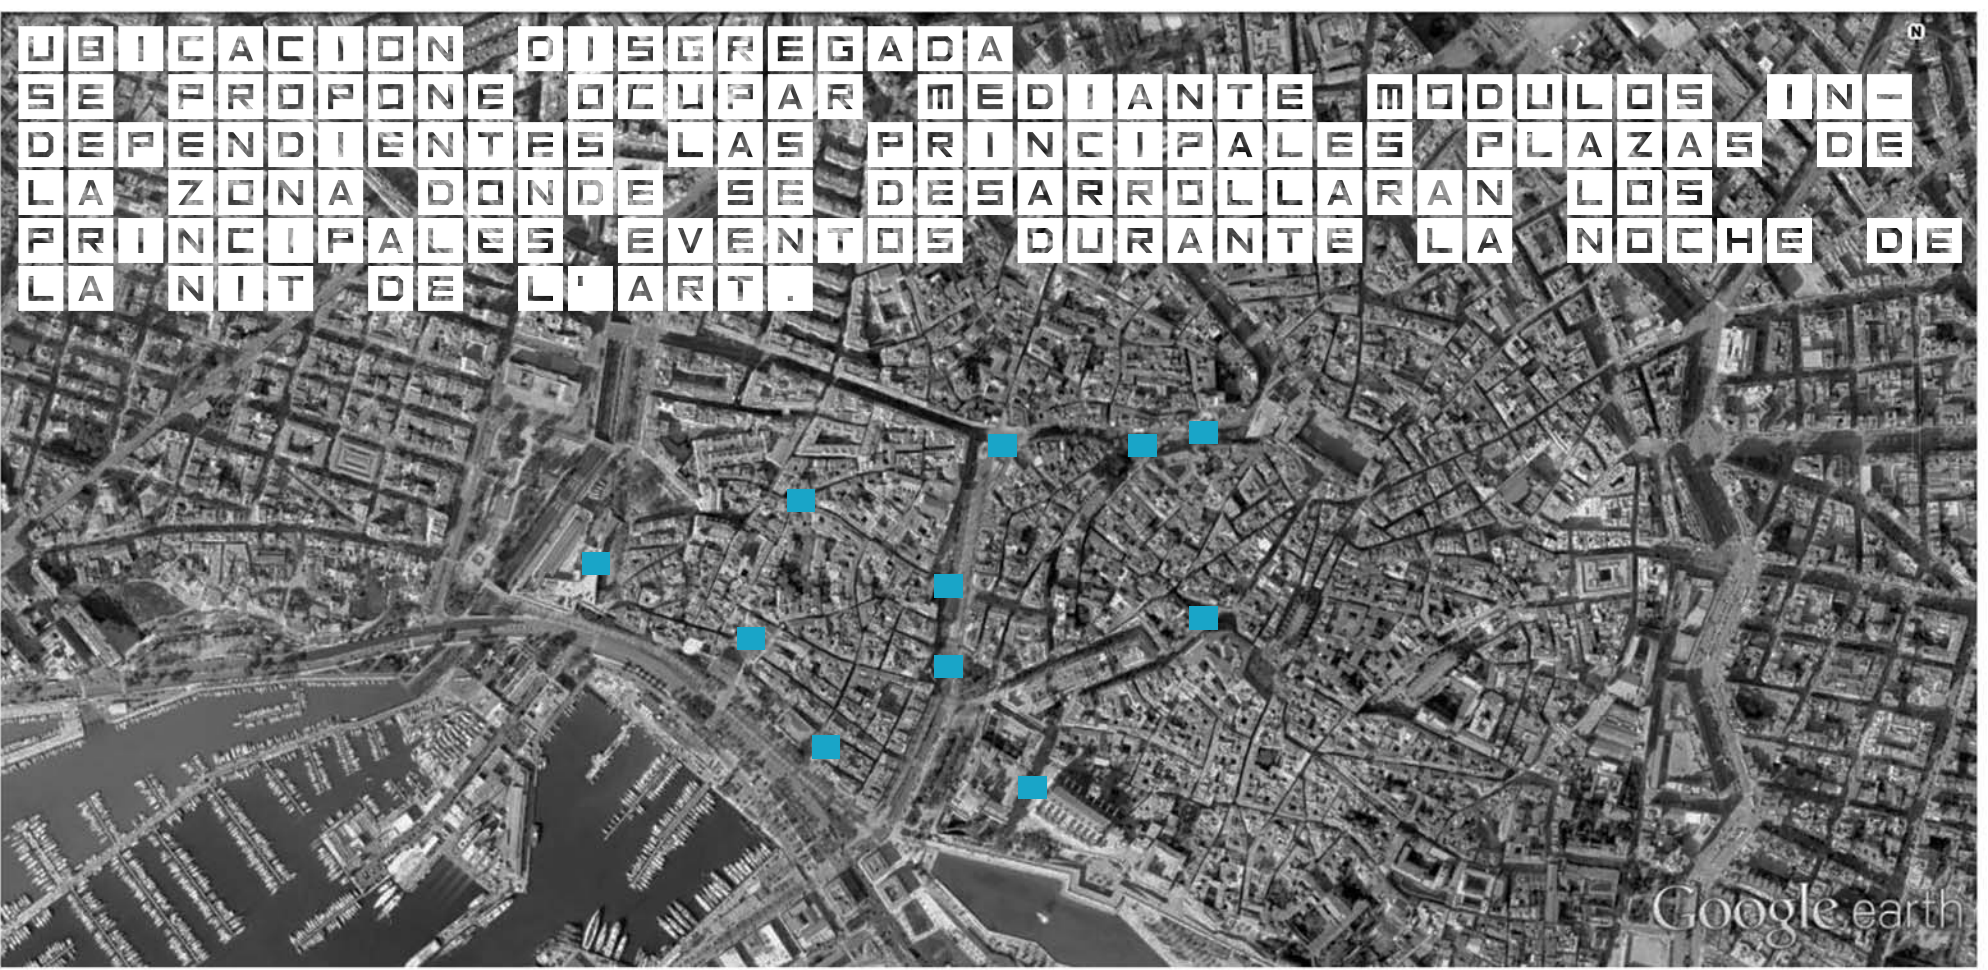 UBICACION DISGREGADA
SE PROPONE OCUPAR MEDIANTE MODULOS IN-
DEPENDIENTES LAS PRINCIPALES PLAZAS DE
LA ZONA DONDE SE DESARROLLARAN LOS
PRINCIPALES EVENTOS DURANTE LA NOCHE DE
LA NIT DE L'ART.
N
Google earth